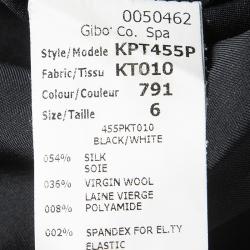 0050462
Gibo' Co. Spa
Style/Modele KPT455P
Fabric/Tissu KT010
Colour/Couleur 791
Size/Taille 6
455PKT010
BLACK/WHITE
054% SILK
SOIE
036% VIRGIN WOOL
LAINE VIERGE
008% POLYAMIDE
002% SPANDEX FOR EL.TY
ELASTIC